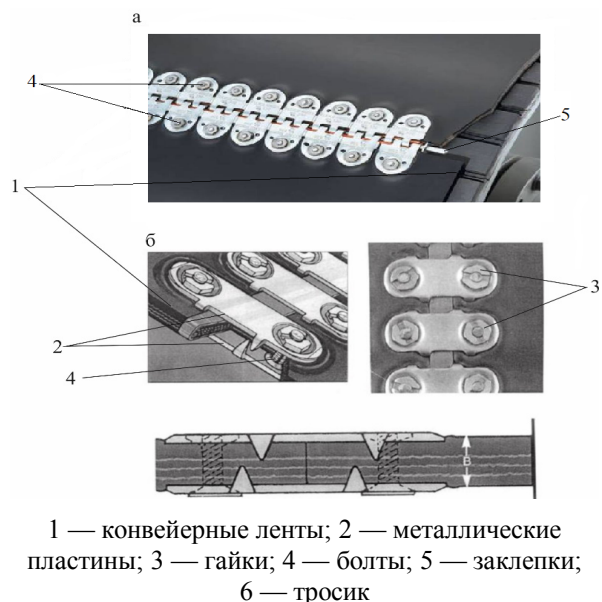 а
4
5
1
б
3
2
4
B
1 — конвейерные ленты; 2 — металлические
пластины; 3 — гайки; 4 — болты; 5 — заклепки;
6 — тросик